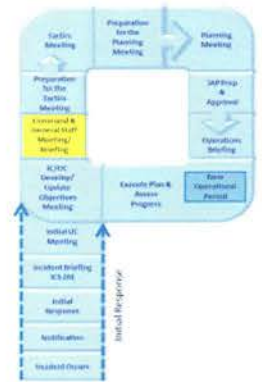 Tactics
Meeting
Preparation
for the
Planning
Meeting
Planning
Meeting
Preparation
for the
Tactics
Meeting
IAP Prep
&
Approval
Command &
General Staff
Meeting/
Briefing
Operations
Briefing
IC/UC
Develop/
Update
Objectives
Meeting
Execute Plan &
Assess
Progress
New
Operational
Period
Initial UC
Meeting
Incident Briefing
ICS-201
Initial
Response
Notification
Incident Occurs
Initial Response